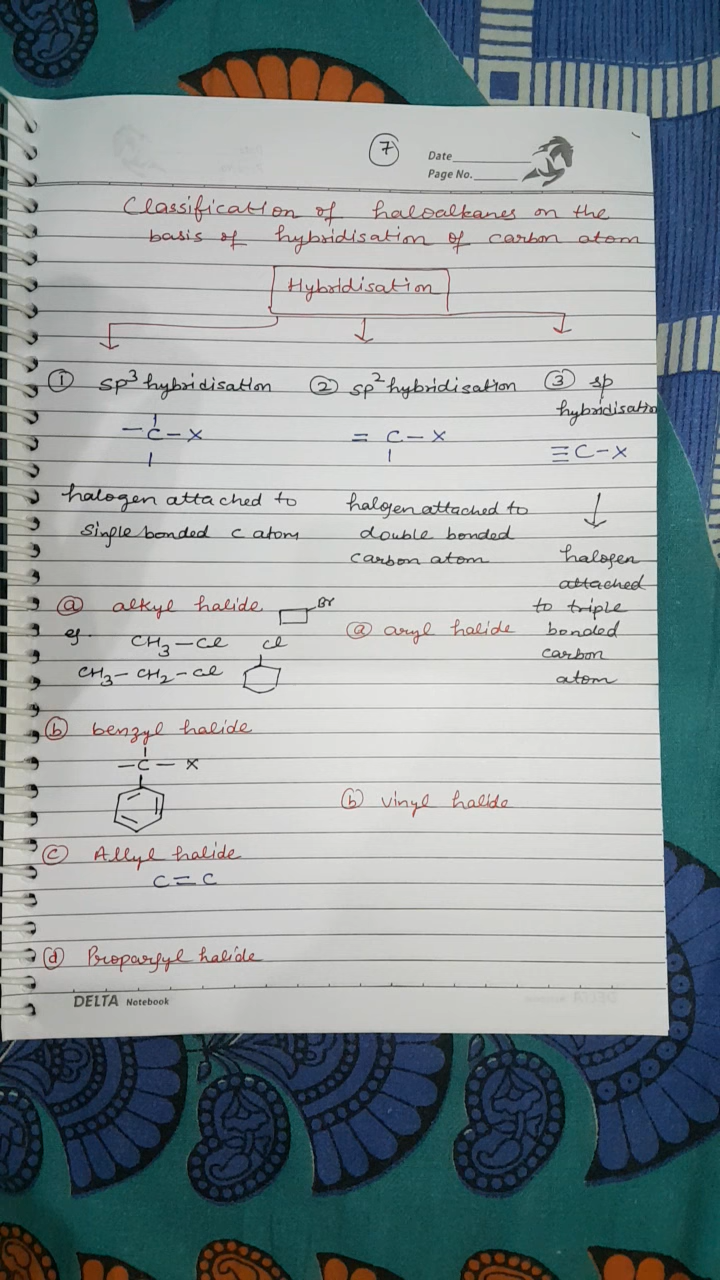 7
Date
Page No.
Classification of haloalkanes on the
basis of hybridisation of carbon atom
Hybridisation
① sp³ hybridisation
-C-X
halogen attached to
single bonded c atom
ⓐ alkyl halide
Br
eg.
CH₃-Cl
Cl
CH₃-CH₂-Cl
ⓑ benzyl halide
-C-X
ⓒ Allyl halide
C=C
ⓓ Propargyl halide
② sp² hybridisation
=C-X
halogen attached to
double bonded
carbon atom
ⓐ aryl halide
ⓑ vinyl halide
③ sp
hybridisation
≡C-X
halogen
attached
to triple
bonded
carbon
atom
DELTA Notebook